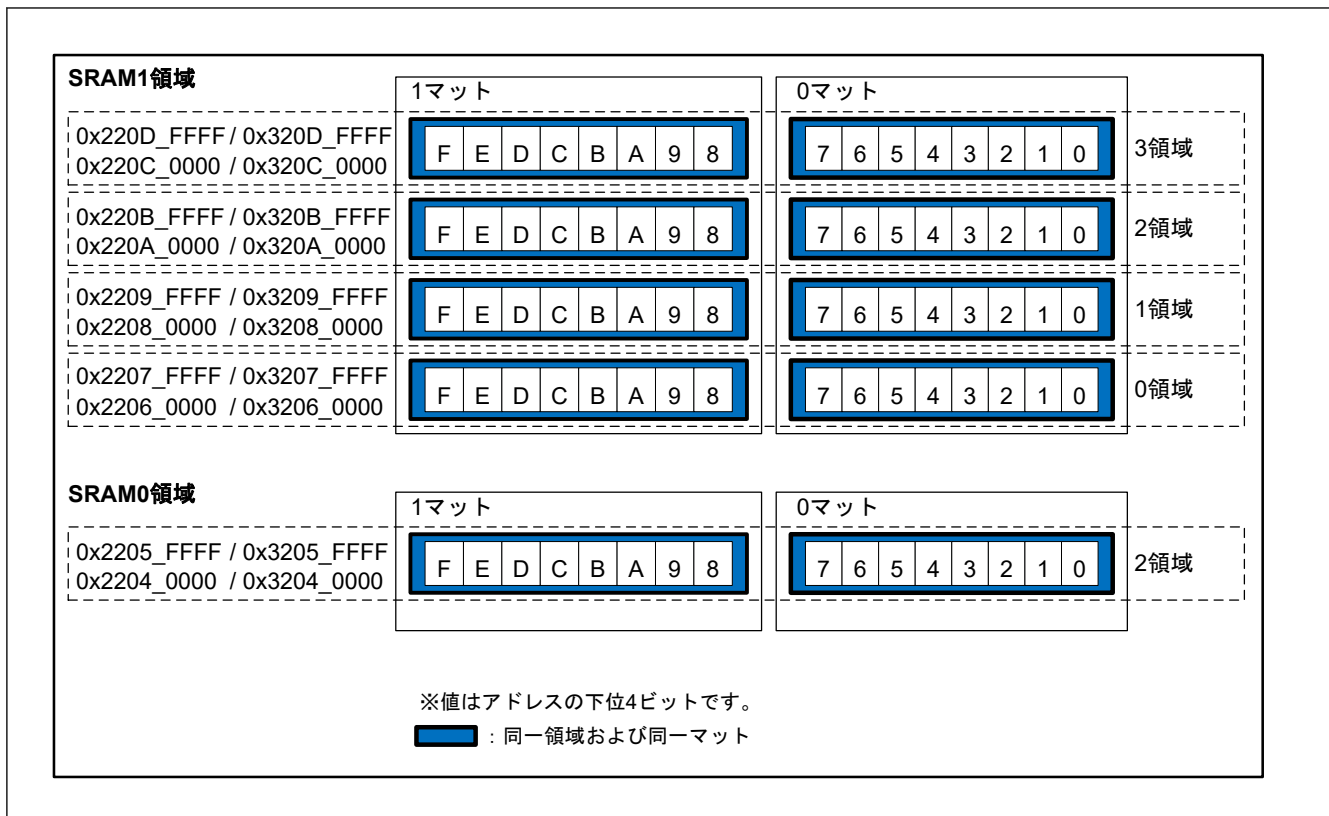 SRAM1領域
1マット 0マット
0x220D_FFFF / 0x320D_FFFF
0x220C_0000 / 0x320C_0000
F E D C B A 9 8 7 6 5 4 3 2 1 0 3領域
0x220B_FFFF / 0x320B_FFFF
0x220A_0000 / 0x320A_0000
F E D C B A 9 8 7 6 5 4 3 2 1 0 2領域
0x2209_FFFF / 0x3209_FFFF
0x2208_0000 / 0x3208_0000
F E D C B A 9 8 7 6 5 4 3 2 1 0 1領域
0x2207_FFFF / 0x3207_FFFF
0x2206_0000 / 0x3206_0000
F E D C B A 9 8 7 6 5 4 3 2 1 0 0領域
SRAM0領域
1マット 0マット
0x2205_FFFF / 0x3205_FFFF
0x2204_0000 / 0x3204_0000
F E D C B A 9 8 7 6 5 4 3 2 1 0 2領域
※値はアドレスの下位4ビットです。
：同一領域および同一マット